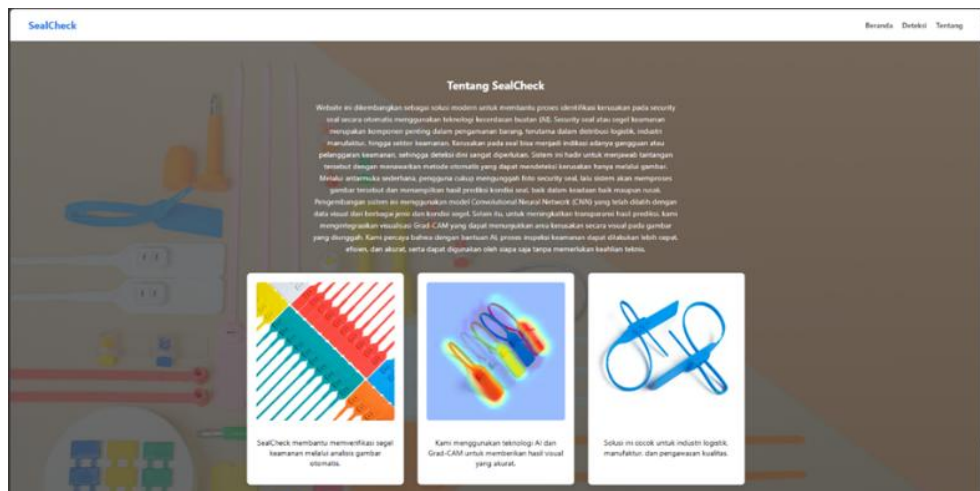 SealCheck
Beranda Deteksi Tentang
Tentang SealCheck
Website ini dikembangkan sebagai solusi modern untuk membantu proses identifikasi kerusakan pada security
seal secara otomatis menggunakan teknologi kecerdasan buatan (AI). Security seal atau segel keamanan
merupakan komponen penting dalam pengamanan barang, terutama dalam distribusi logistik, industri
manufaktur, hingga sektor keamanan. Kerusakan pada seal bisa menjadi indikasi adanya gangguan atau
pelanggaran keamanan, sehingga deteksi dini sangat diperlukan. Sistem ini hadir untuk menjawab tantangan
tersebut dengan menawarkan metode otomatis yang dapat mendeteksi kerusakan hanya melalui gambar.
Melalui antarmuka sederhana, pengguna cukup mengunggah foto security seal, lalu sistem akan memproses
gambar tersebut dan menampilkan hasil prediksi kondisi seal, baik dalam keadaan baik maupun rusak.
Pengembangan sistem ini menggunakan model Convolutional Neural Network (CNN) yang telah dilatih dengan
data visual dari berbagai jenis dan kondisi segel. Selain itu, untuk meningkatkan transparansi hasil prediksi, kami
mengintegrasikan visualisasi Grad-CAM yang dapat menunjukkan area kerusakan secara visual pada gambar
yang diunggah. Kami percaya bahwa dengan bantuan AI, proses inspeksi keamanan dapat dilakukan lebih cepat,
efisien, dan akurat, serta dapat digunakan oleh siapa saja tanpa memerlukan keahlian teknis.
SealCheck membantu memverifikasi segel
keamanan melalui analisis gambar
otomatis.
Kami menggunakan teknologi AI dan
Grad-CAM untuk memberikan hasil visual
yang akurat.
Solusi ini cocok untuk industri logistik,
manufaktur, dan pengawasan kualitas.